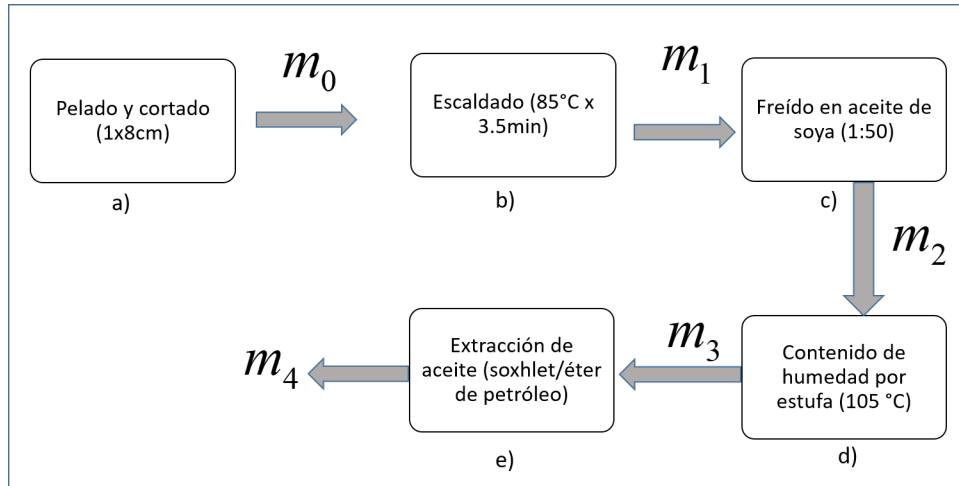 Pelado y cortado
(1x8cm)
a)
m0
Escaldado (85°C x
3.5min)
b)
m1
Freído en aceite de
soya (1:50)
c)
m2
Contenido de
humedad por
estufa (105 °C)
d)
m3
Extracción de
aceite (soxhlet/éter
de petróleo)
e)
m4